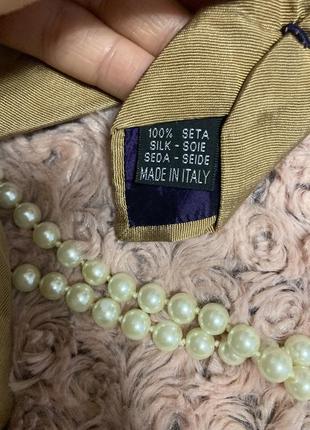 100% SETA
SILK - SOIE
SEDA - SEIDE
MADE IN ITALY